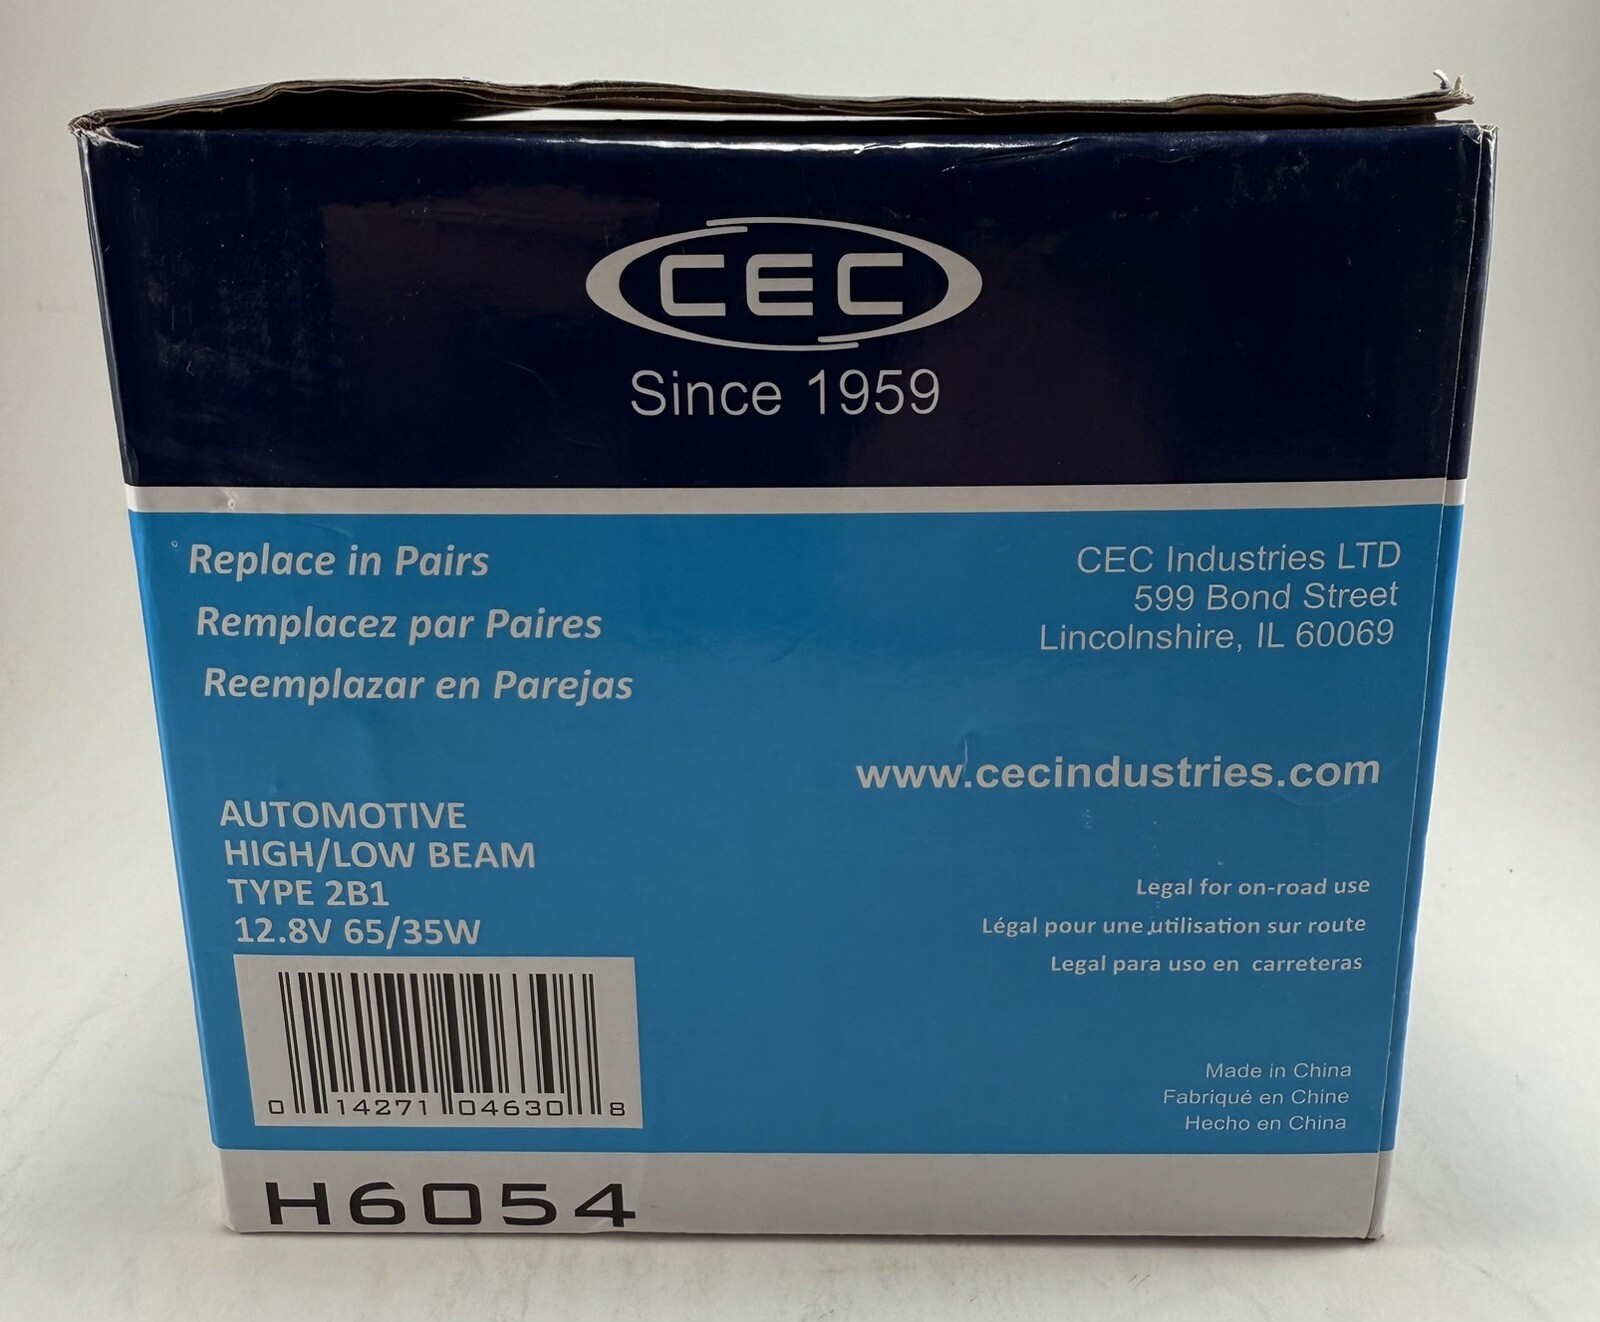 CEC
Since 1959
Replace in Pairs
Remplacez par Paires
Reemplazar en Parejas
CEC Industries LTD
599 Bond Street
Lincolnshire, IL 60069
www.cecindustries.com
AUTOMOTIVE
HIGH/LOW BEAM
TYPE 2B1
12.8V 65/35W
Legal for on-road use
Légal pour une utilisation sur route
Legal para uso en carreteras
0 14271 04630 8
Made in China
Fabriqué en Chine
Hecho en China
H6054